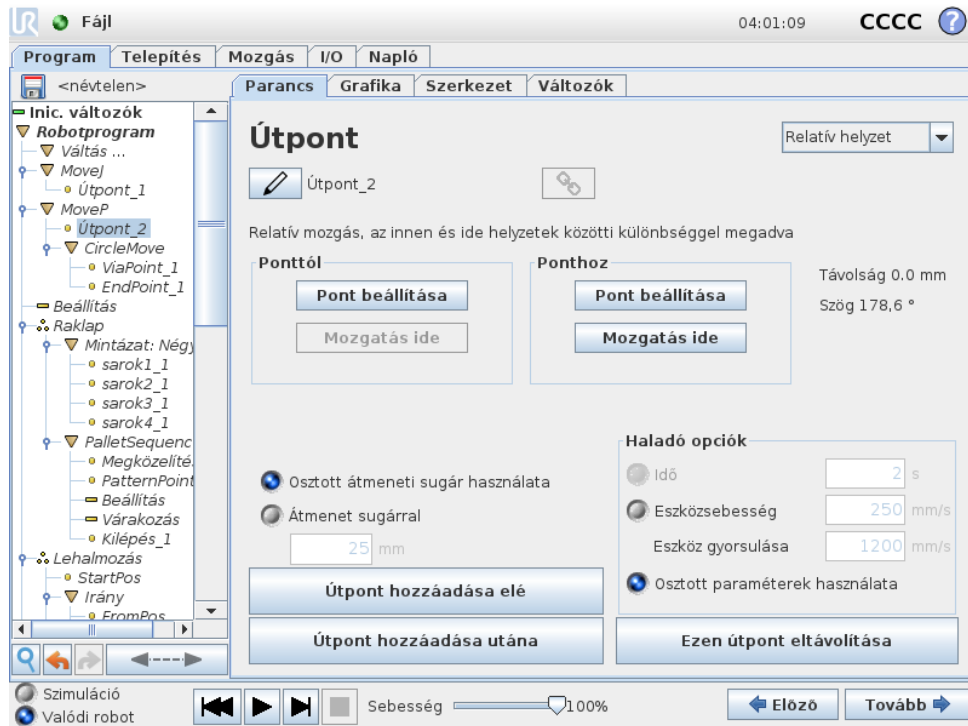 Fájl
04:01:09
CCCC
?
Program Telepítés Mozgás I/O Napló
<névtelen>
Parancs Grafika Szerkezet Változók
Inic. változók
Robotprogram
Váltás ...
MoveJ
Útpont_1
MoveP
Útpont_2
CircleMove
ViaPoint_1
EndPoint_1
Beállítás
Raklap
Mintázat: Négy
sarok1_1
sarok2_1
sarok3_1
sarok4_1
PalletSequenc
Megközelíté
PatternPoint
Beállítás
Várakozás
Kilépés_1
Lehalmozás
StartPos
Irány
FromPos
Útpont
Relatív helyzet
Útpont_2
Relatív mozgás, az innen és ide helyzetek közötti különbséggel megadva
Ponttól
Pont beállítása
Mozgatás ide
Ponthoz
Pont beállítása
Mozgatás ide
Távolság 0.0 mm
Szög 178,6 °
Osztott átmeneti sugár használata
Átmenet sugárral
25 mm
Haladó opciók
Idő 2 s
Eszközsebesség 250 mm/s
Eszköz gyorsulása 1200 mm/s
Osztott paraméterek használata
Útpont hozzáadása elé
Útpont hozzáadása utána
Ezen útpont eltávolítása
Szimuláció
Valódi robot
Sebesség 100%
Előző
Tovább